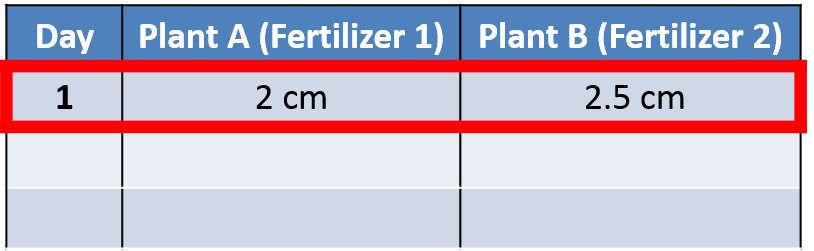 Day Plant A (Fertilizer 1) Plant B (Fertilizer 2)
1 2 cm 2.5 cm